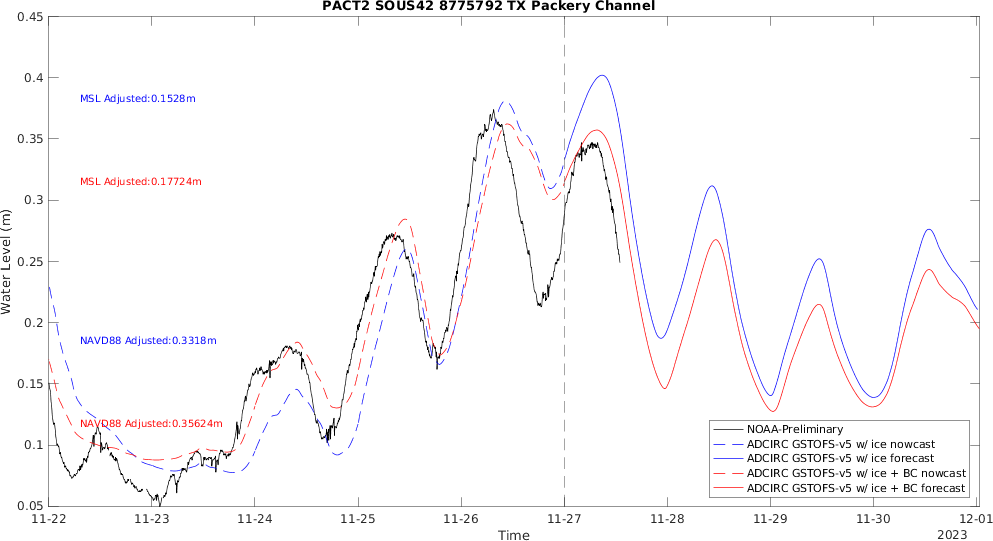 PACT2 SOUS42 8775792 TX Packery Channel
0.45
0.4
0.35
0.3
0.25
0.2
0.15
0.1
0.05
Water Level (m)
MSL Adjusted:0.1528m
MSL Adjusted:0.17724m
NAVD88 Adjusted:0.3318m
NAVD88 Adjusted:0.35624m
NOAA-Preliminary
ADCIRC GSTOFS-v5 w/ ice nowcast
ADCIRC GSTOFS-v5 w/ ice forecast
ADCIRC GSTOFS-v5 w/ ice + BC nowcast
ADCIRC GSTOFS-v5 w/ ice + BC forecast
11-22 11-23 11-24 11-25 11-26 11-27 11-28 11-29 11-30 12-01
Time
2023